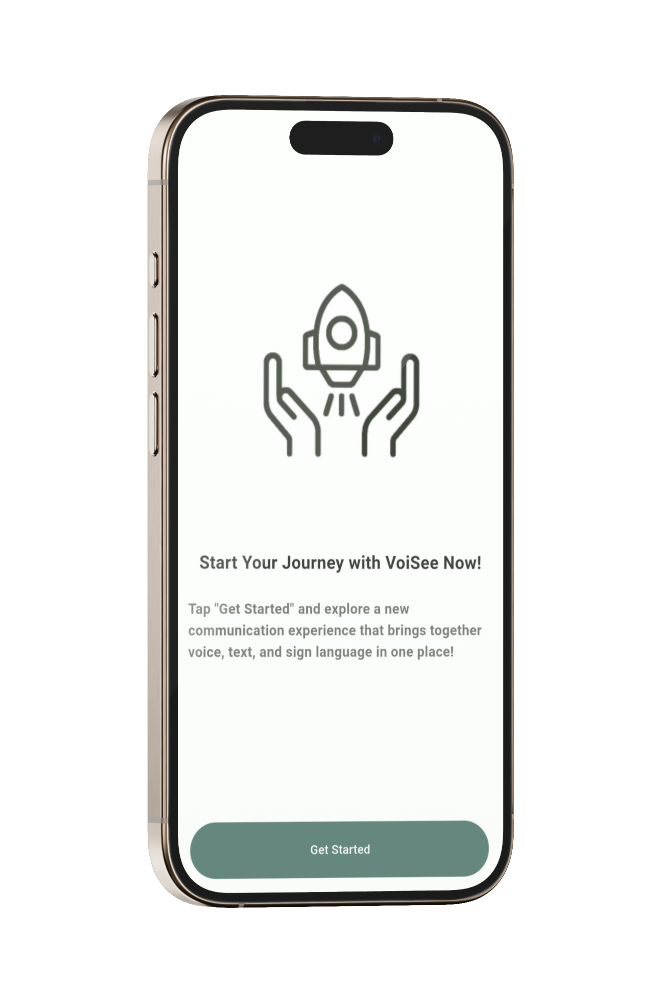 Start Your Journey with VoiSee Now!
Tap "Get Started" and explore a new
communication experience that brings together
voice, text, and sign language in one place!
Get Started